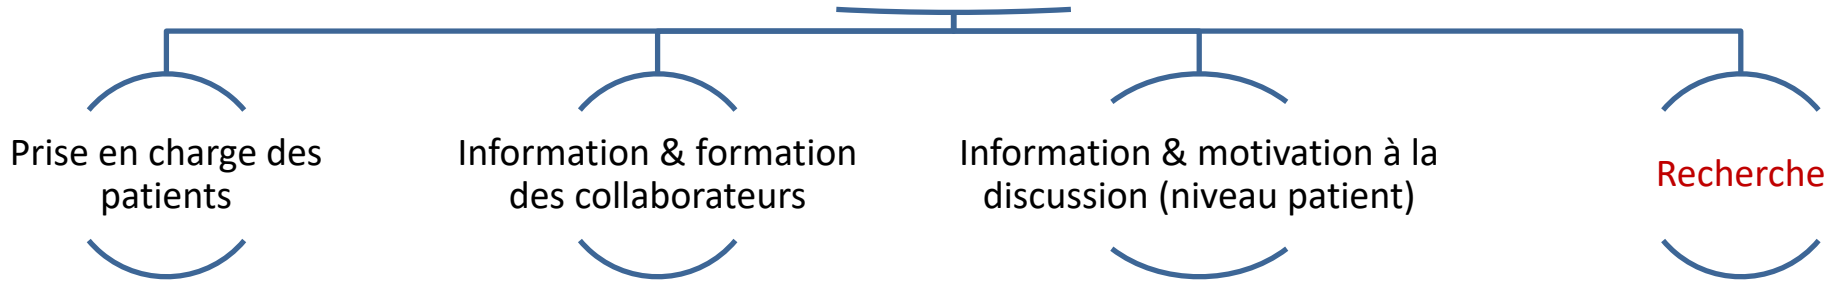 Prise en charge des
patients
Information & formation
des collaborateurs
Information & motivation à la
discussion (niveau patient)
Recherche